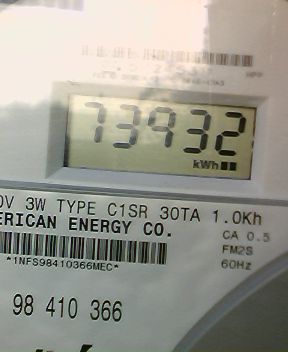 73932
kWh
0V 3W TYPE C1SR 30TA 1.0Kh
ERICAN ENERGY CO.
CA 0.5
FM2S
*1NFS98410366MEC*
60Hz
98 410 366